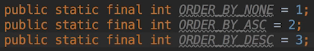 public static final int ORDER_BY_NONE = 1;
public static final int ORDER_BY_ASC = 2;
public static final int ORDER_BY_DESC = 3;